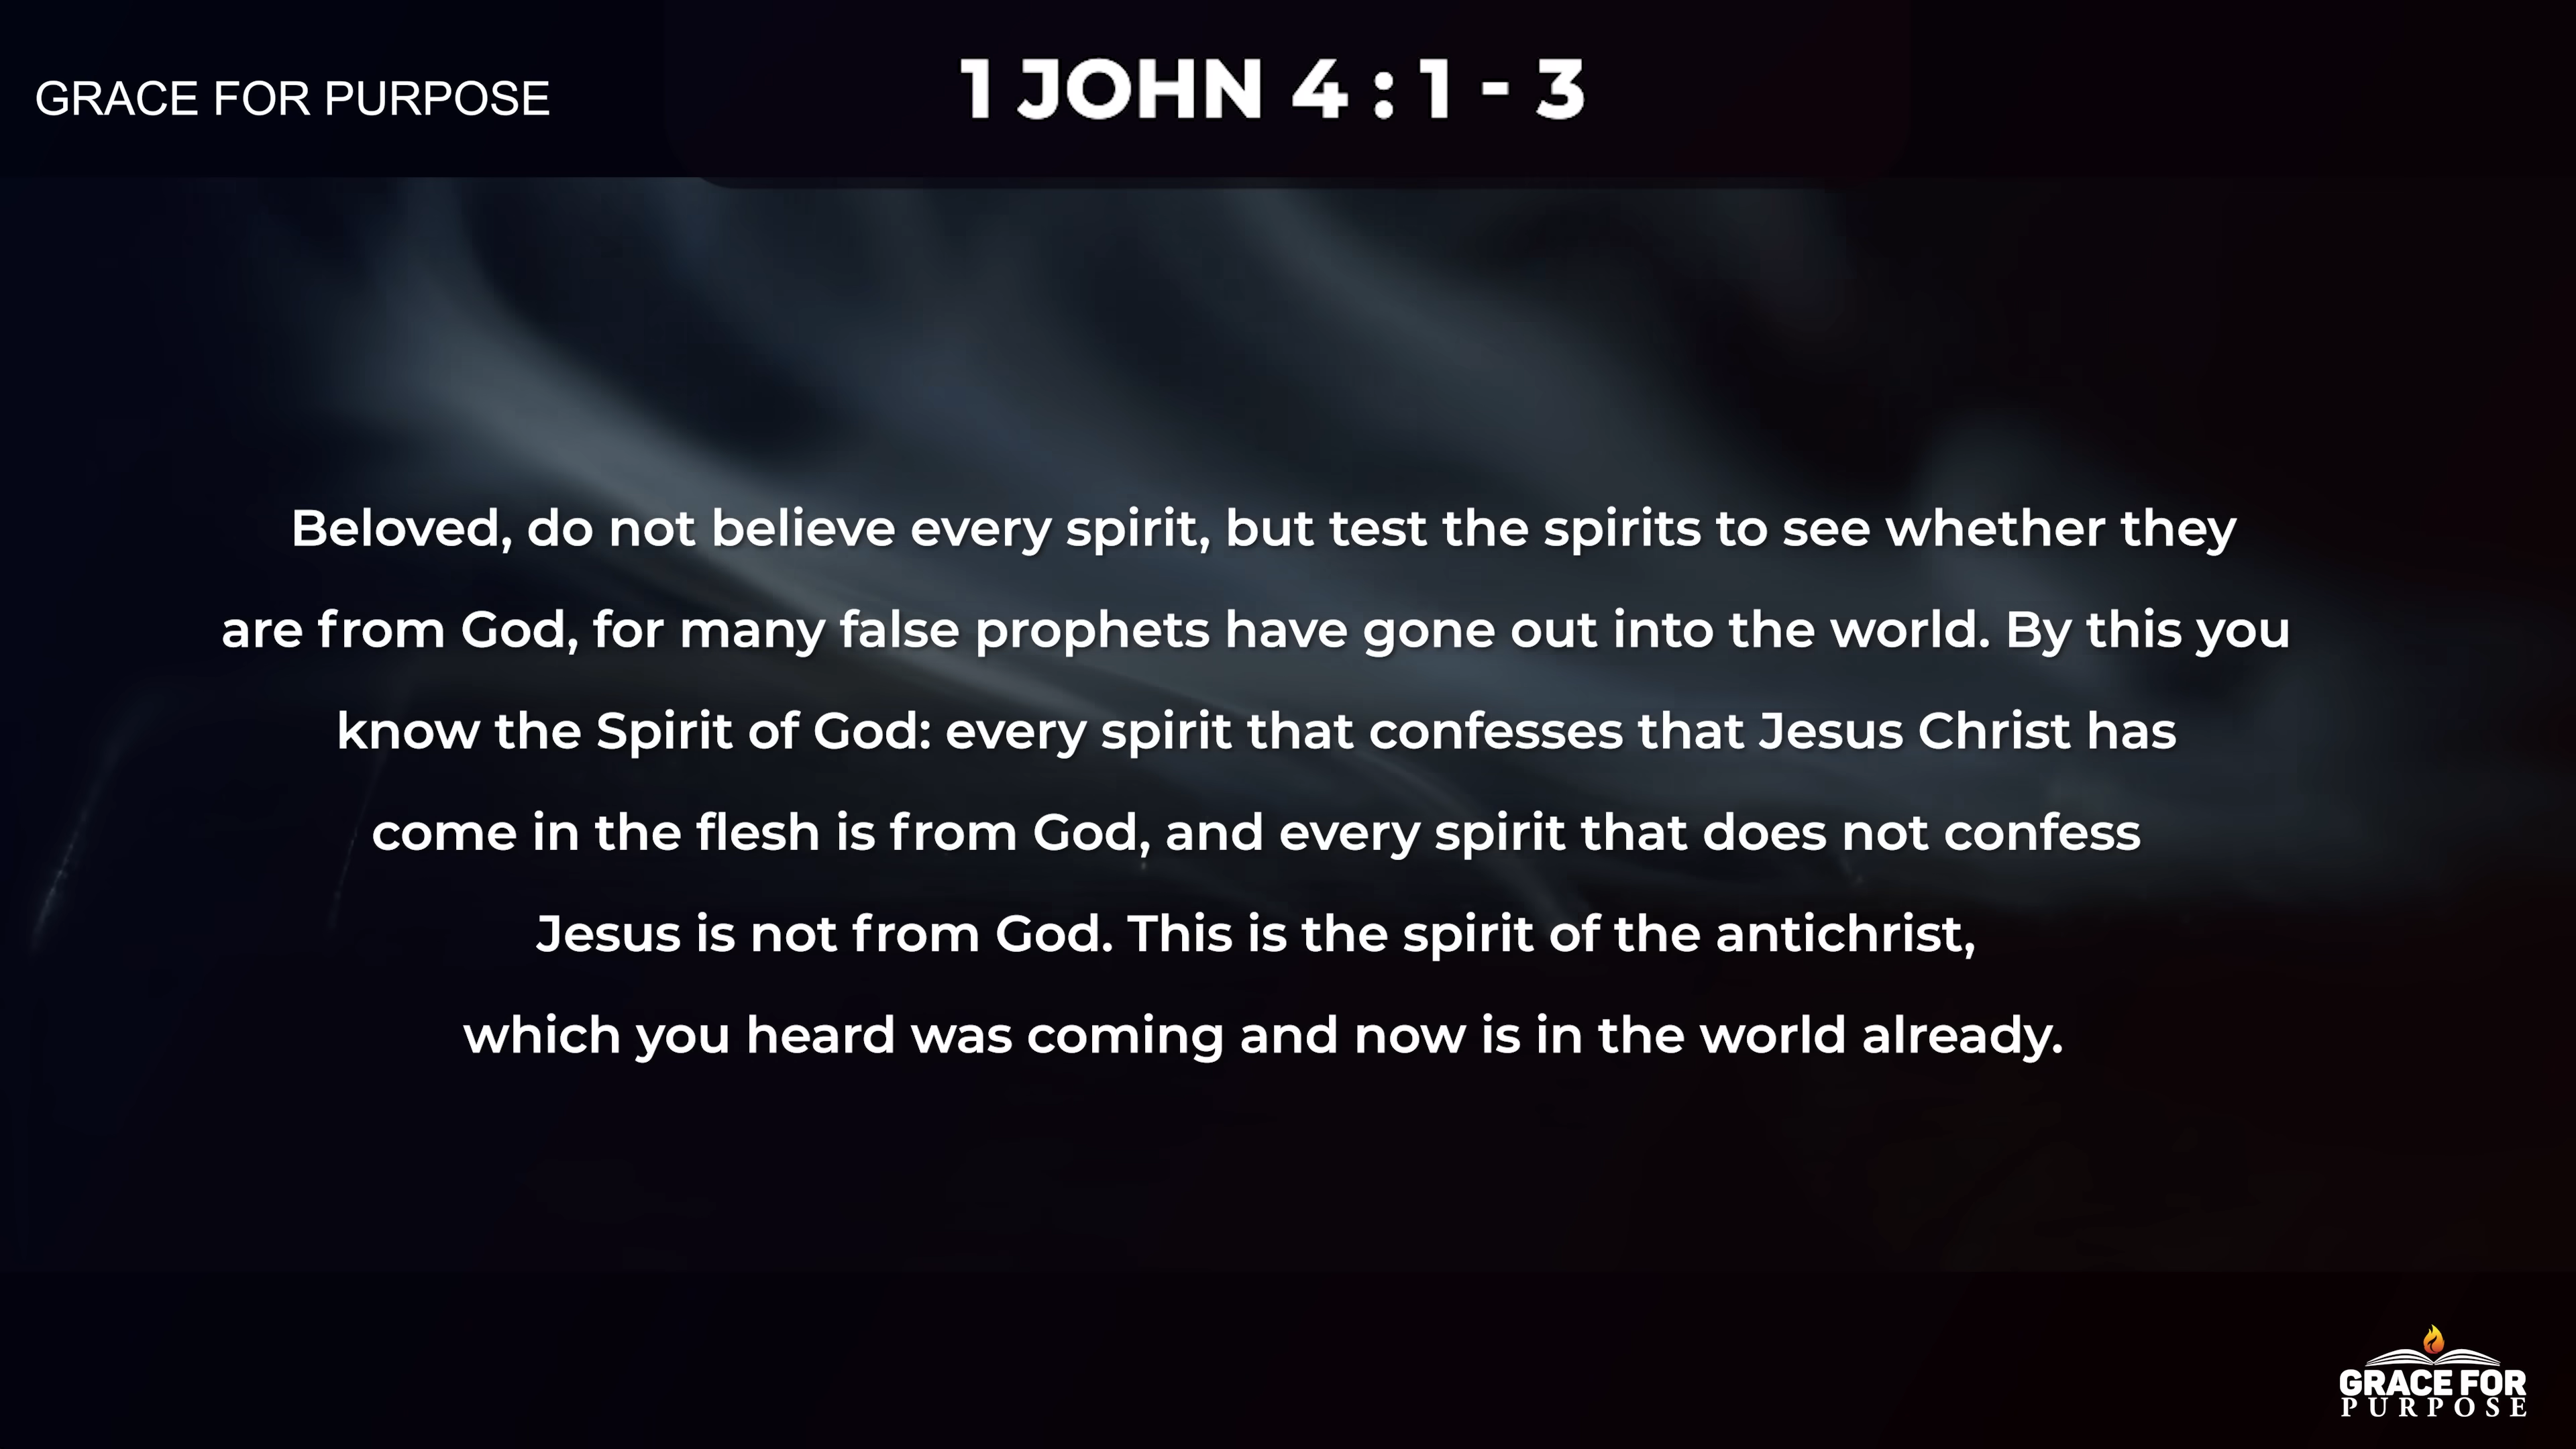 GRACE FOR PURPOSE
1 JOHN 4 : 1 - 3
Beloved, do not believe every spirit, but test the spirits to see whether they
are from God, for many false prophets have gone out into the world. By this you
know the Spirit of God: every spirit that confesses that Jesus Christ has
come in the flesh is from God, and every spirit that does not confess
Jesus is not from God. This is the spirit of the antichrist,
which you heard was coming and now is in the world already.
GRACE FOR
PURPOSE